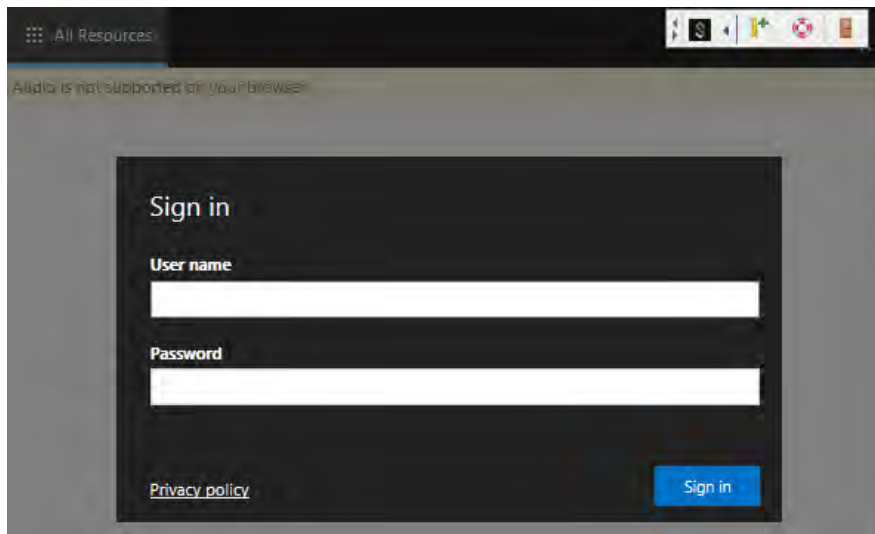 All Resources
Audio is not supported on your browser.
Sign in
User name
Password
Privacy policy
Sign in